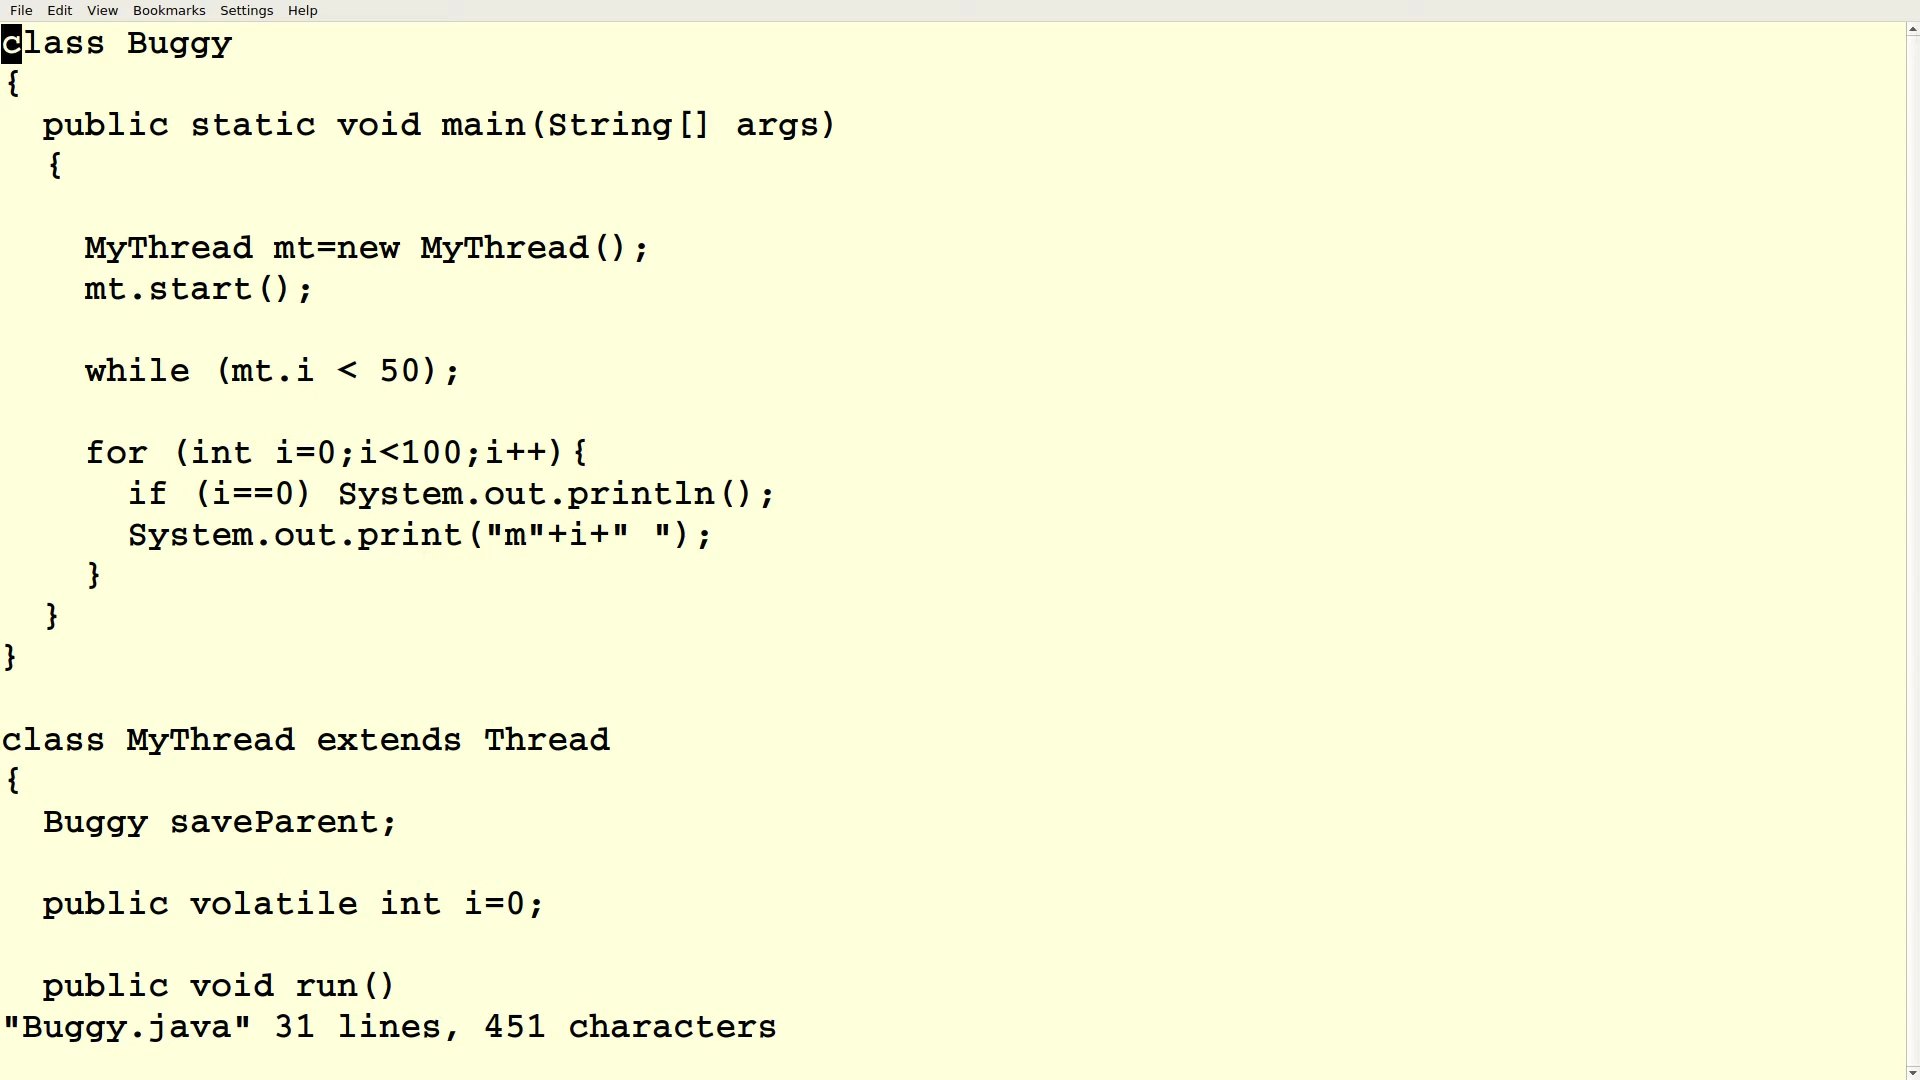 File Edit View Bookmarks Settings Help
class Buggy
{
  public static void main(String[] args)
  {

    MyThread mt=new MyThread();
    mt.start();

    while (mt.i < 50);

    for (int i=0;i<100;i++){
      if (i==0) System.out.println();
      System.out.print("m"+i+" ");
    }
  }
}

class MyThread extends Thread
{
  Buggy saveParent;

  public volatile int i=0;

  public void run()
"Buggy.java" 31 lines, 451 characters